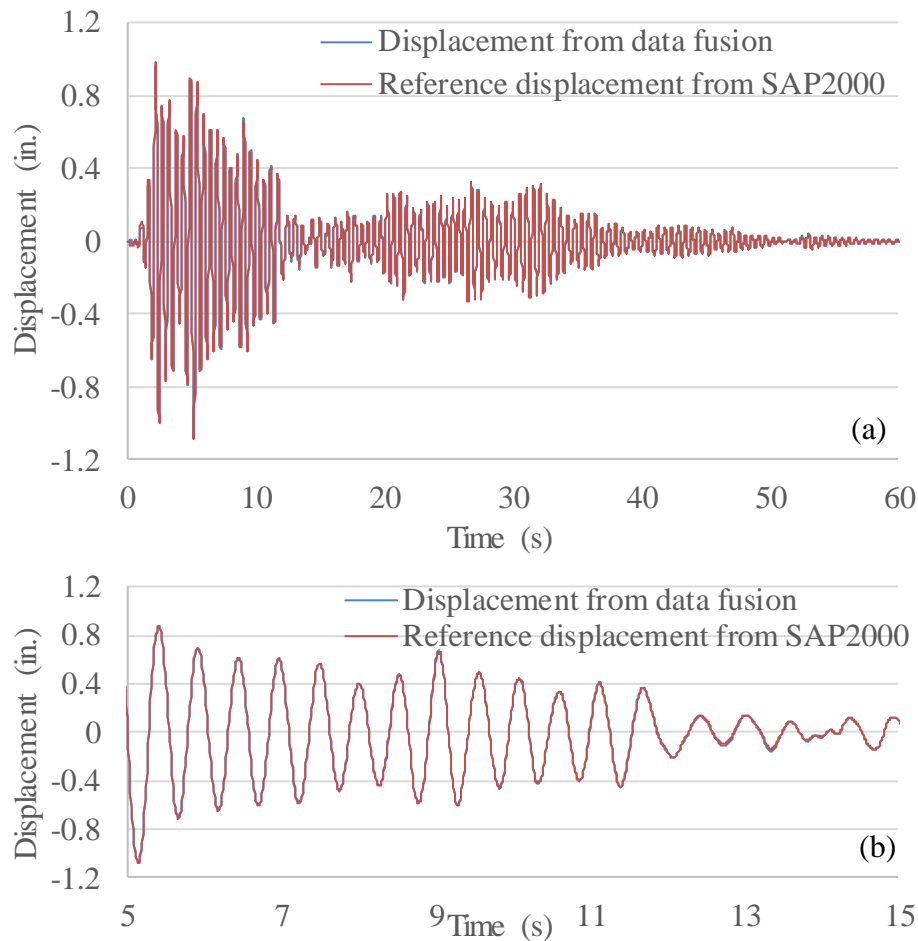 1.2
Displacement from data fusion
Reference displacement from SAP2000
0.8
0.4
0
-0.4
-0.8
-1.2
Displacement (in.)
(a)
0 10 20 30 40 50 60
Time (s)
1.2
Displacement from data fusion
Reference displacement from SAP2000
0.8
0.4
0
-0.4
-0.8
-1.2
Displacement (in.)
(b)
5 7 9 11 13 15
Time (s)